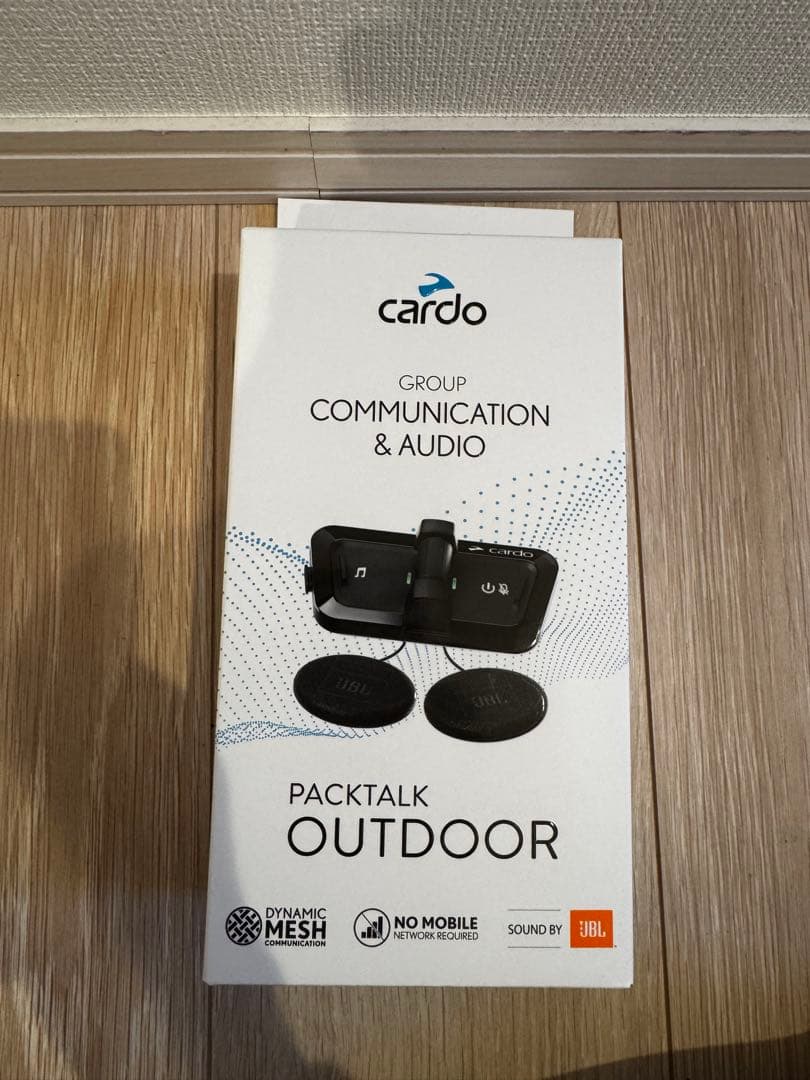 cardo
GROUP
COMMUNICATION
& AUDIO
cardo
JBL
JBL
PACKTALK
OUTDOOR
DYNAMIC
MESH
COMMUNICATION
NO MOBILE
NETWORK REQUIRED
SOUND BY
JBL